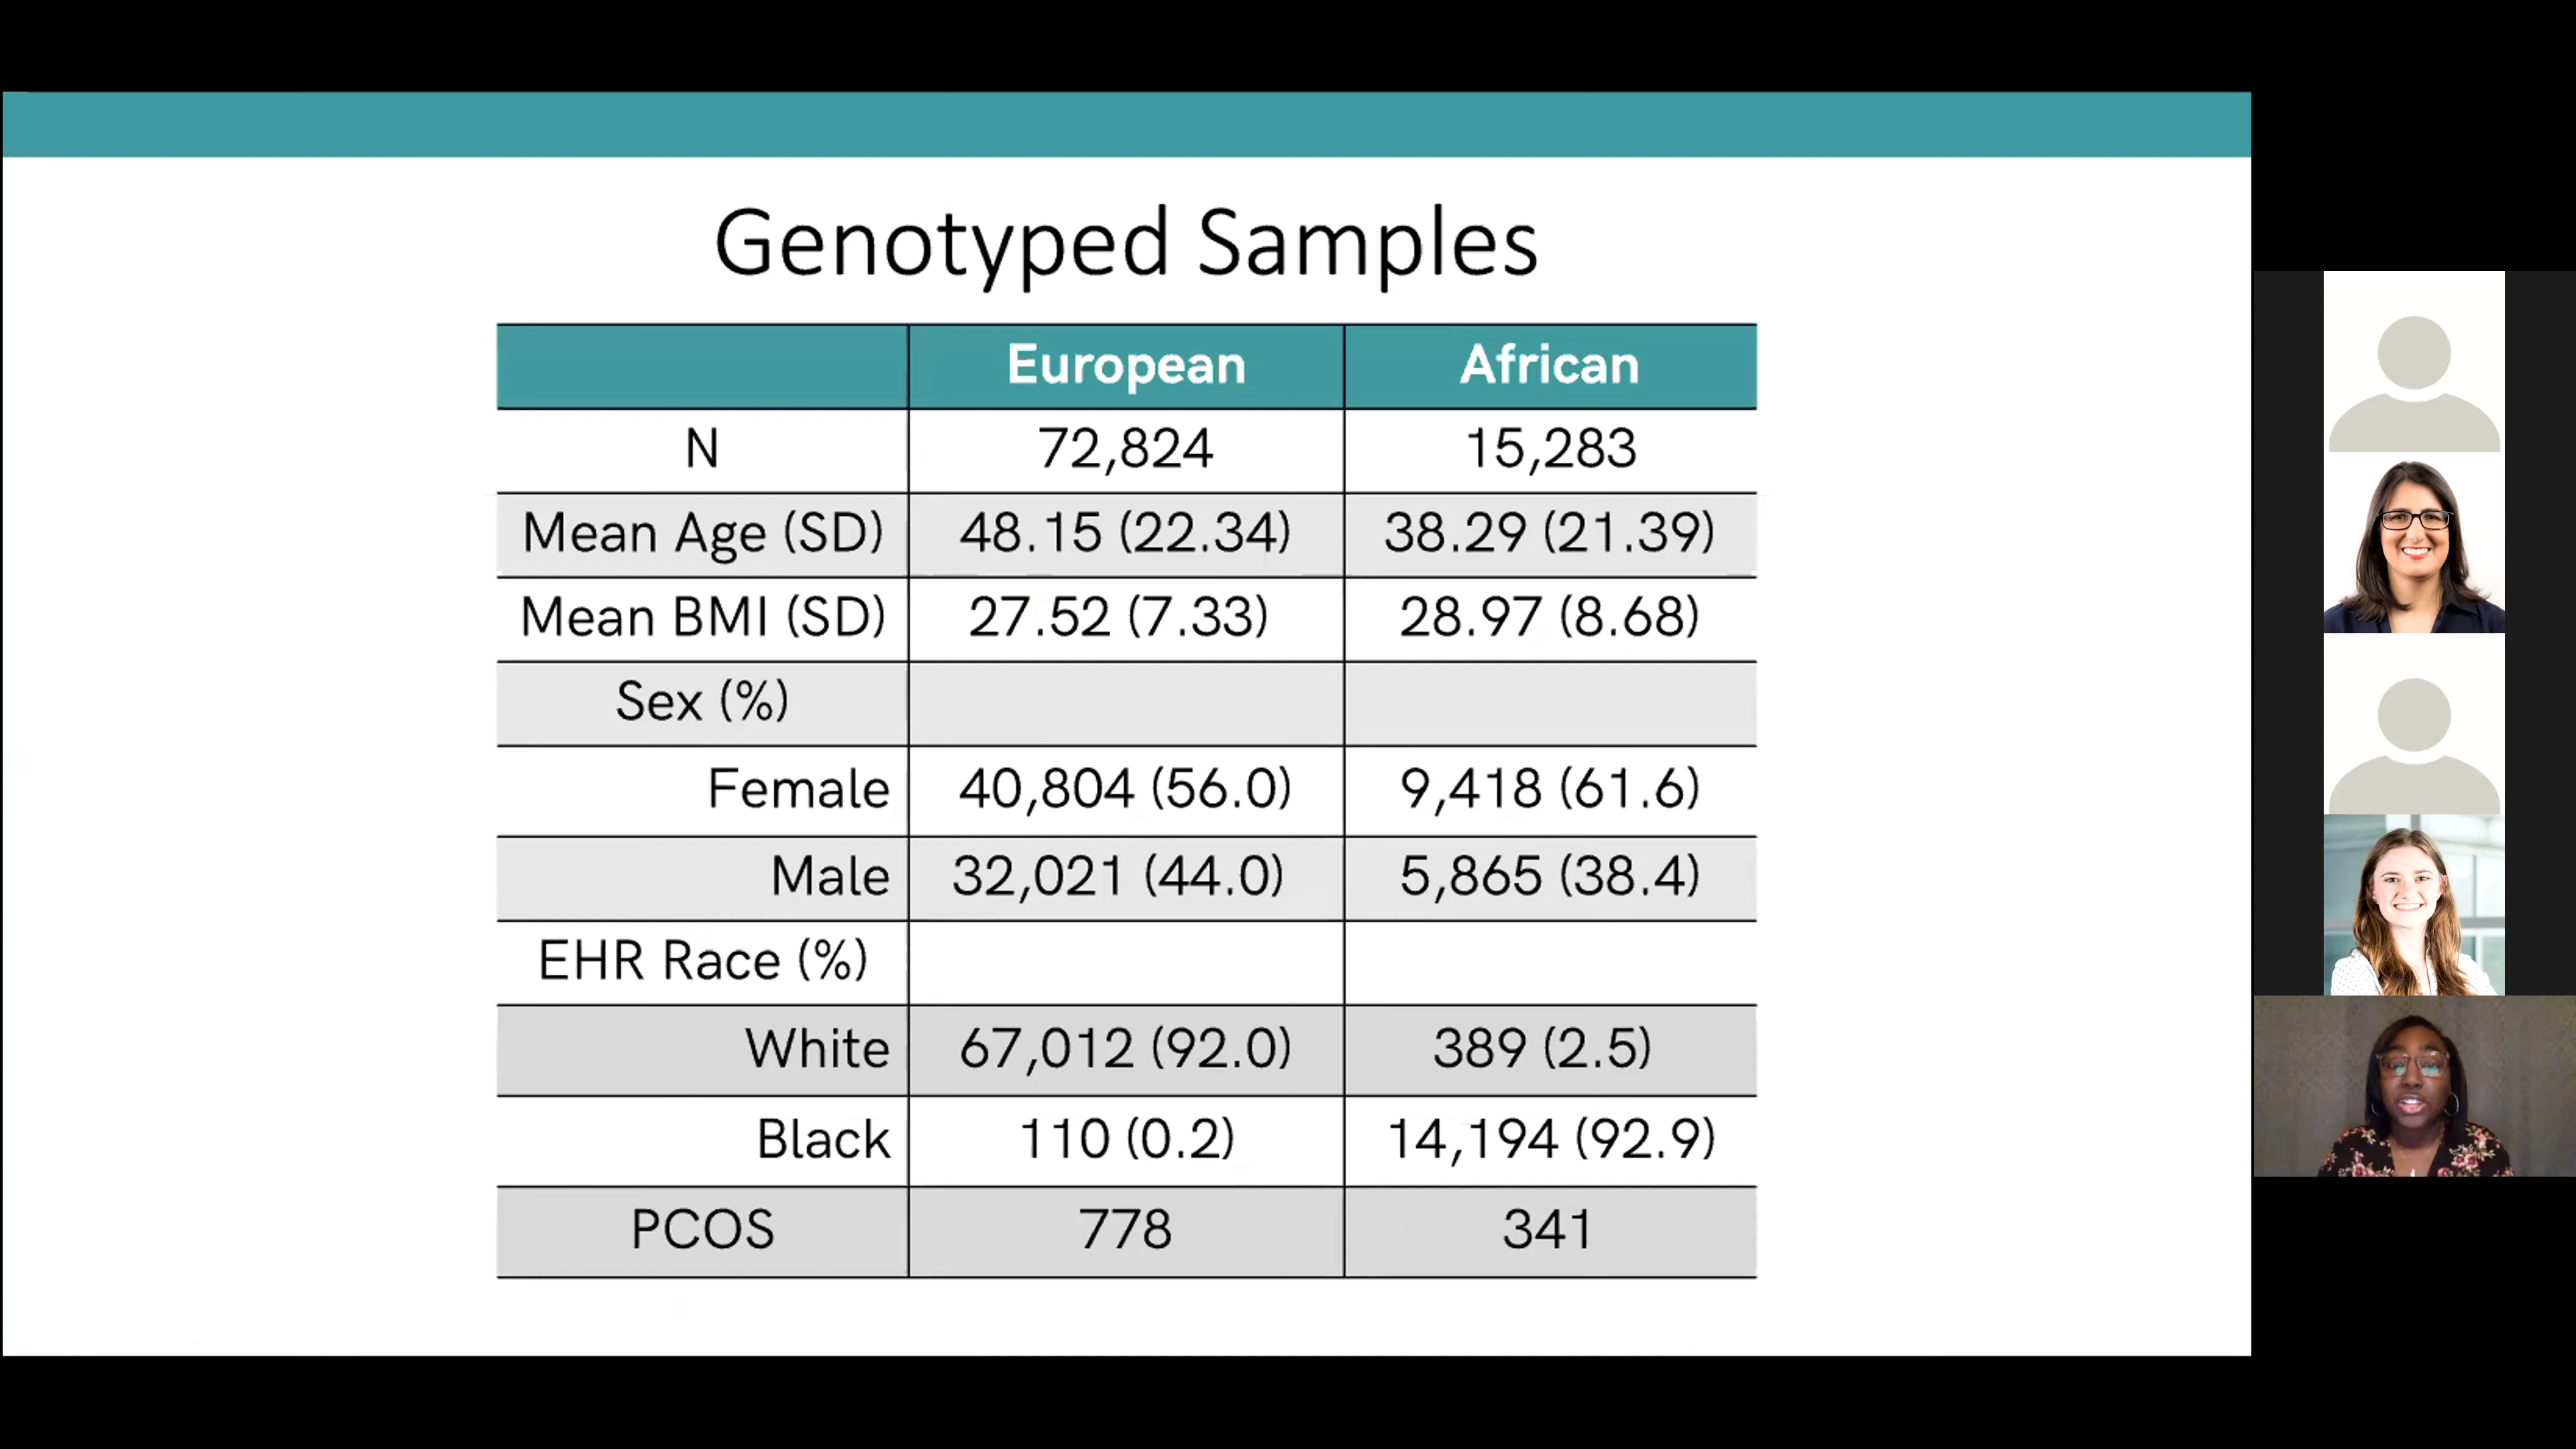 Genotyped Samples
European African
N 72,824 15,283
Mean Age (SD) 48.15 (22.34) 38.29 (21.39)
Mean BMI (SD) 27.52 (7.33) 28.97 (8.68)
Sex (%)
Female 40,804 (56.0) 9,418 (61.6)
Male 32,021 (44.0) 5,865 (38.4)
EHR Race (%)
White 67,012 (92.0) 389 (2.5)
Black 110 (0.2) 14,194 (92.9)
PCOS 778 341